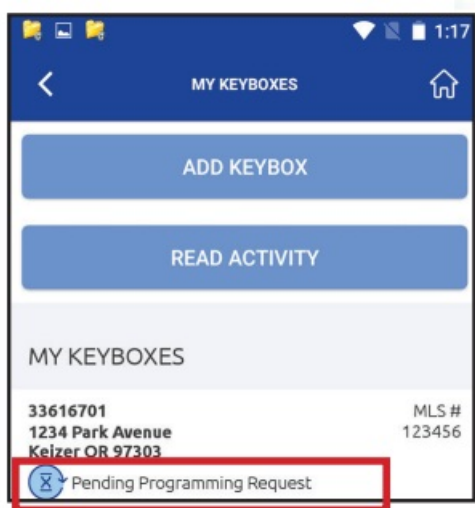 1:17
MY KEYBOXES
ADD KEYBOX
READ ACTIVITY
MY KEYBOXES
33616701 MLS #
1234 Park Avenue 123456
Keizer OR 97303
Pending Programming Request